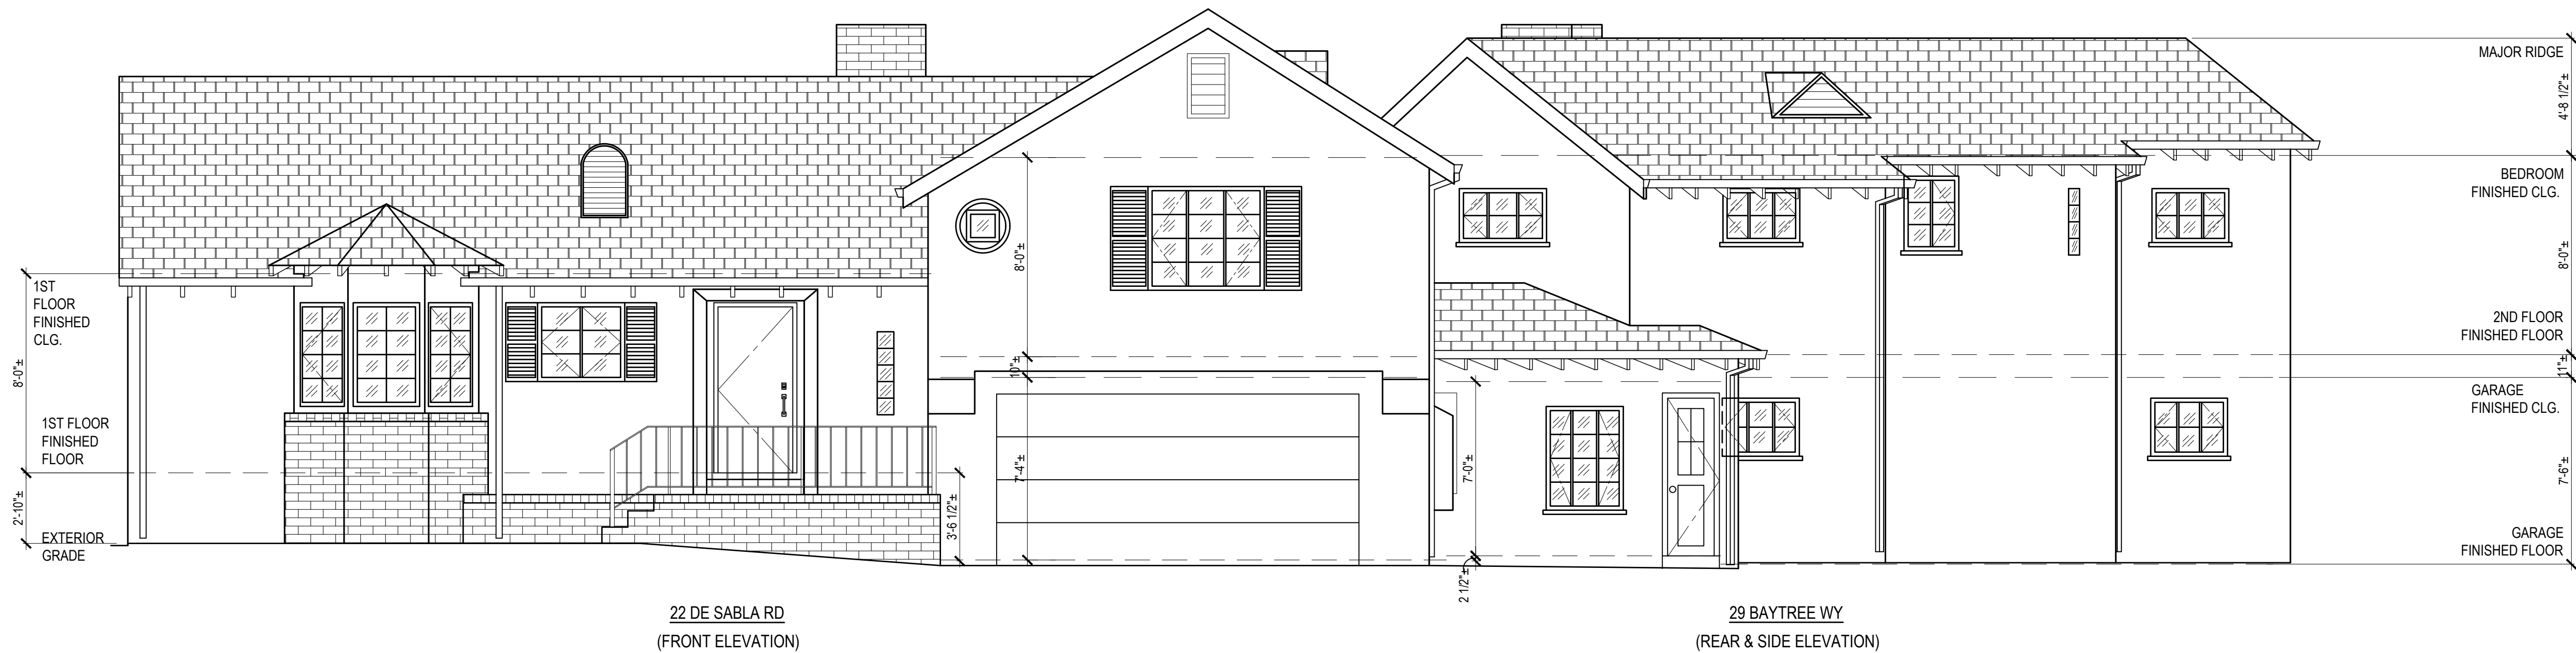 1ST
FLOOR
FINISHED
CLG.
8'-0"±
1ST FLOOR
FINISHED
FLOOR
2'-10"±
EXTERIOR
GRADE
8'-0"±
10"±
7'-4"±
3'-6 1/2"±
7'-0"±
2 1/2"±
MAJOR RIDGE
4'-8 1/2"±
BEDROOM
FINISHED CLG.
8'-0"±
2ND FLOOR
FINISHED FLOOR
11"±
GARAGE
FINISHED CLG.
7'-6"±
GARAGE
FINISHED FLOOR
22 DE SABLA RD
(FRONT ELEVATION)
29 BAYTREE WY
(REAR & SIDE ELEVATION)